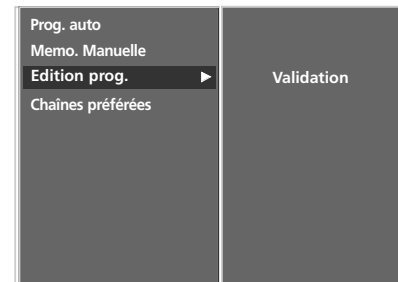 Prog. auto
Memo. Manuelle
Edition prog.
Validation
Chaînes préférées